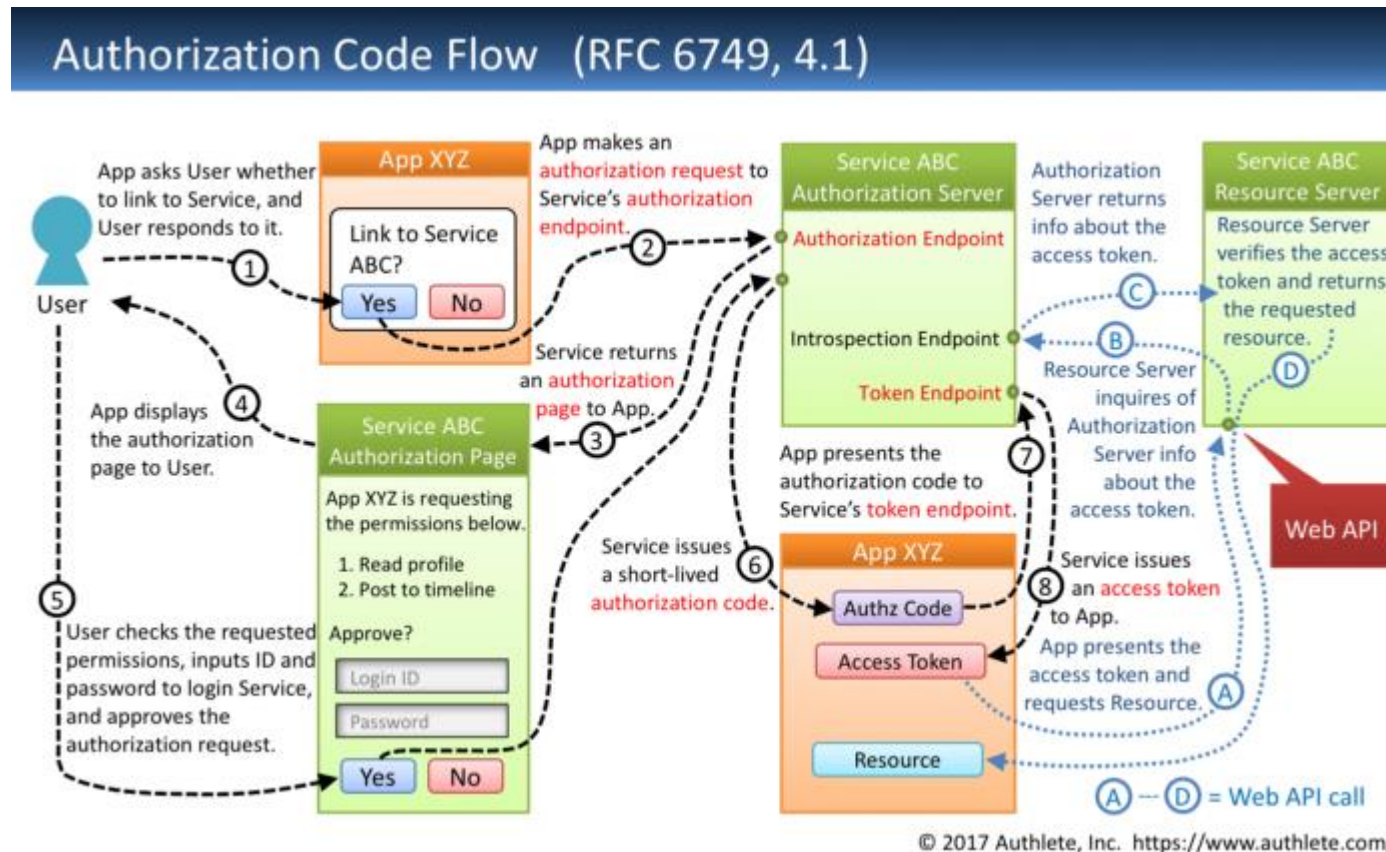 Authorization Code Flow (RFC 6749, 4.1)
App asks User whether
to link to Service, and
User responds to it.
User
1
App XYZ
Link to Service
ABC?
Yes
No
App makes an
authorization request to
Service's authorization
endpoint.
2
Service returns
an authorization
page to App.
3
App displays
the authorization
page to User.
4
Service ABC
Authorization Page
App XYZ is requesting
the permissions below.
1. Read profile
2. Post to timeline
Approve?
Login ID
Password
Yes
No
5
User checks the requested
permissions, inputs ID and
password to login Service,
and approves the
authorization request.
Service ABC
Authorization Server
Authorization Endpoint
Introspection Endpoint
Token Endpoint
Service issues
a short-lived
authorization code.
6
App presents the
authorization code to
Service's token endpoint.
7
App XYZ
Authz Code
Access Token
Resource
8
Service issues
an access token
to App.
App presents the
access token and
requests Resource.
A
Resource Server
inquires of
Authorization
Server info
about the
access token.
B
Authorization
Server returns
info about the
access token.
C
Service ABC
Resource Server
Resource Server
verifies the access
token and returns
the requested
resource.
D
Web API
A --- D = Web API call
© 2017 Authlete, Inc. https://www.authlete.com